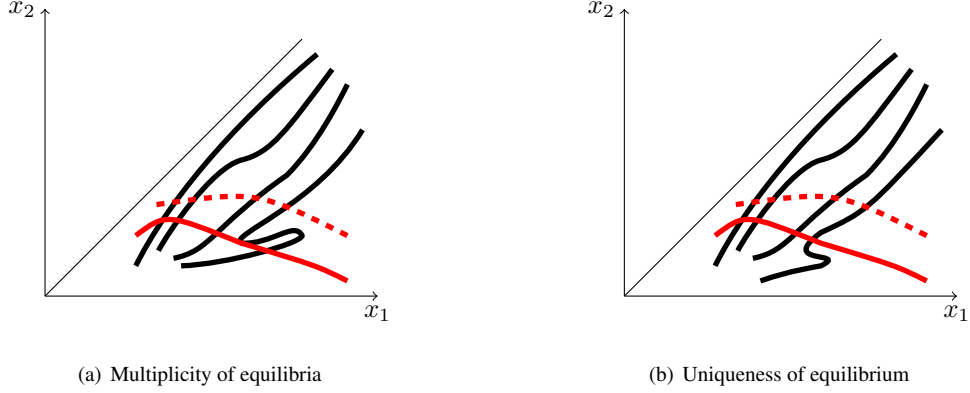 x₂
x₁
(a) Multiplicity of equilibria
x₂
x₁
(b) Uniqueness of equilibrium